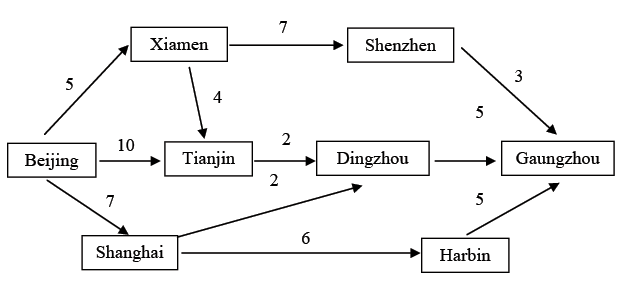 7
Xiamen
Shenzhen
5
3
4
5
10
2
Beijing
Tianjin
Dingzhou
Gaungzhou
2
7
5
6
Shanghai
Harbin